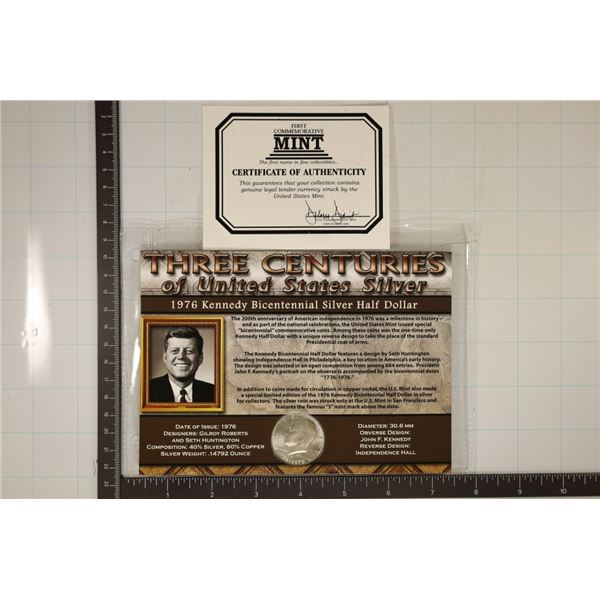 FIRST
COMMEMORATIVE
MINT
The first name in fine collectibles...
CERTIFICATE OF AUTHENTICITY
This guarantees that your collection contains
genuine legal tender currency struck by the
United States Mint.
THREE CENTURIES
of United States Silver
1976 Kennedy Bicentennial Silver Half Dollar
The 200th anniversary of American independence in 1976 was a milestone in history –
and as part of the national celebrations, the United States Mint issued special
"bicentennial" commemorative coins. Among these coins was the one-time-only
Kennedy Half Dollar with a unique reverse design to take the place of the standard
Presidential coat of arms.
The Kennedy Bicentennial Half Dollar features a design by Seth Huntington
showing Independence Hall in Philadelphia, a key location in America's early history.
The design was selected in an open competition from among 884 entries. President
John F. Kennedy's portrait on the obverse is accompanied by the bicentennial dates
"1776-1976."
In addition to coins made for circulation in copper-nickel, the U.S. Mint also made
a special limited edition of the 1976 Kennedy Bicentennial Half Dollar in silver
for collectors. The silver coin was struck only at the U.S. Mint in San Francisco and
features the famous "S" mint mark above the date.
DATE OF ISSUE: 1976
DESIGNERS: GILROY ROBERTS
AND SETH HUNTINGTON
COMPOSITION: 40% SILVER, 60% COPPER
SILVER WEIGHT: .14792 OUNCE
DIAMETER: 30.6 MM
OBVERSE DESIGN:
JOHN F. KENNEDY
REVERSE DESIGN:
INDEPENDENCE HALL
1 2 3 4 5 6 7 8 9 10